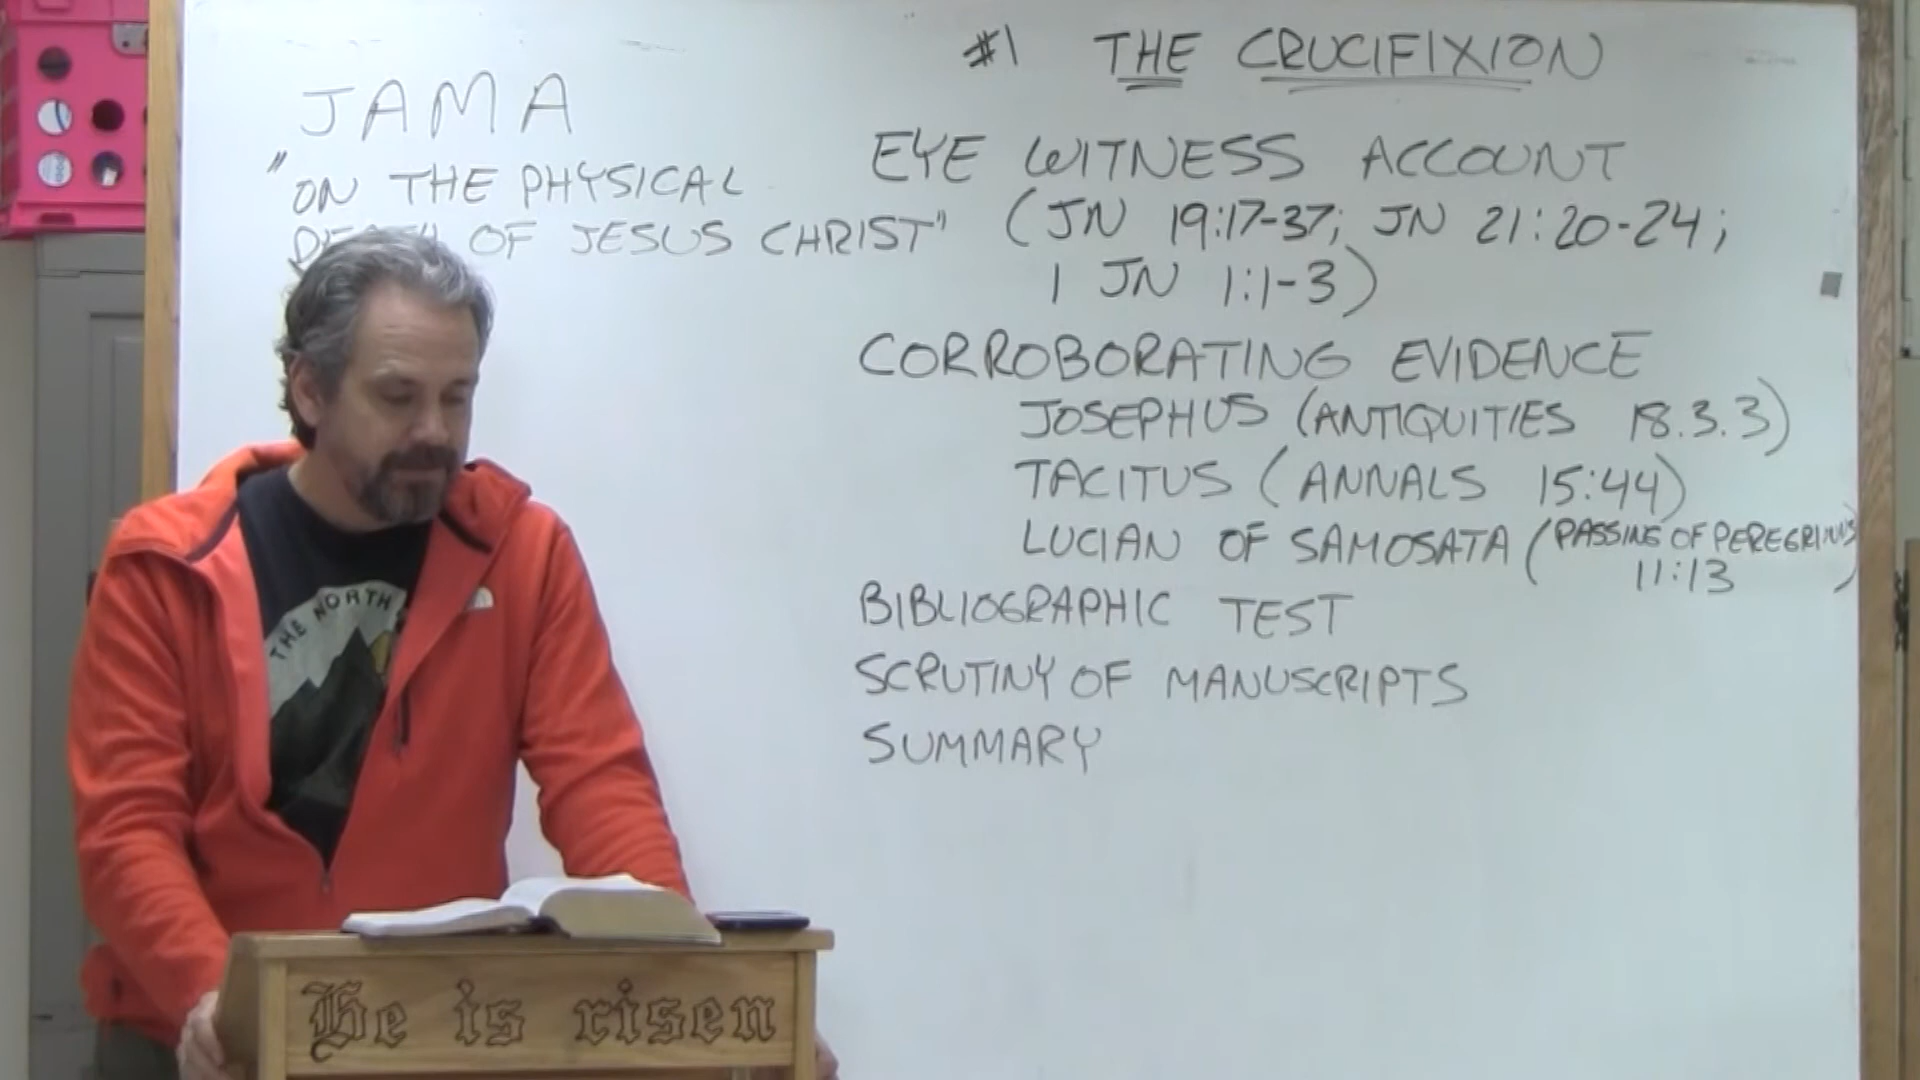 JAMA
"ON THE PHYSICAL
DEATH OF JESUS CHRIST"
#1 THE CRUCIFIXION
EYE WITNESS ACCOUNT
(JN 19:17-37; JN 21:20-24;
1 JN 1:1-3)
CORROBORATING EVIDENCE
JOSEPHUS (ANTIQUITIES 18.3.3)
TACITUS (ANNALS 15:44)
LUCIAN OF SAMOSATA (PASSING OF PEREGRINUS
11:13)
BIBLIOGRAPHIC TEST
SCRUTINY OF MANUSCRIPTS
SUMMARY
THE NORTH
He is risen